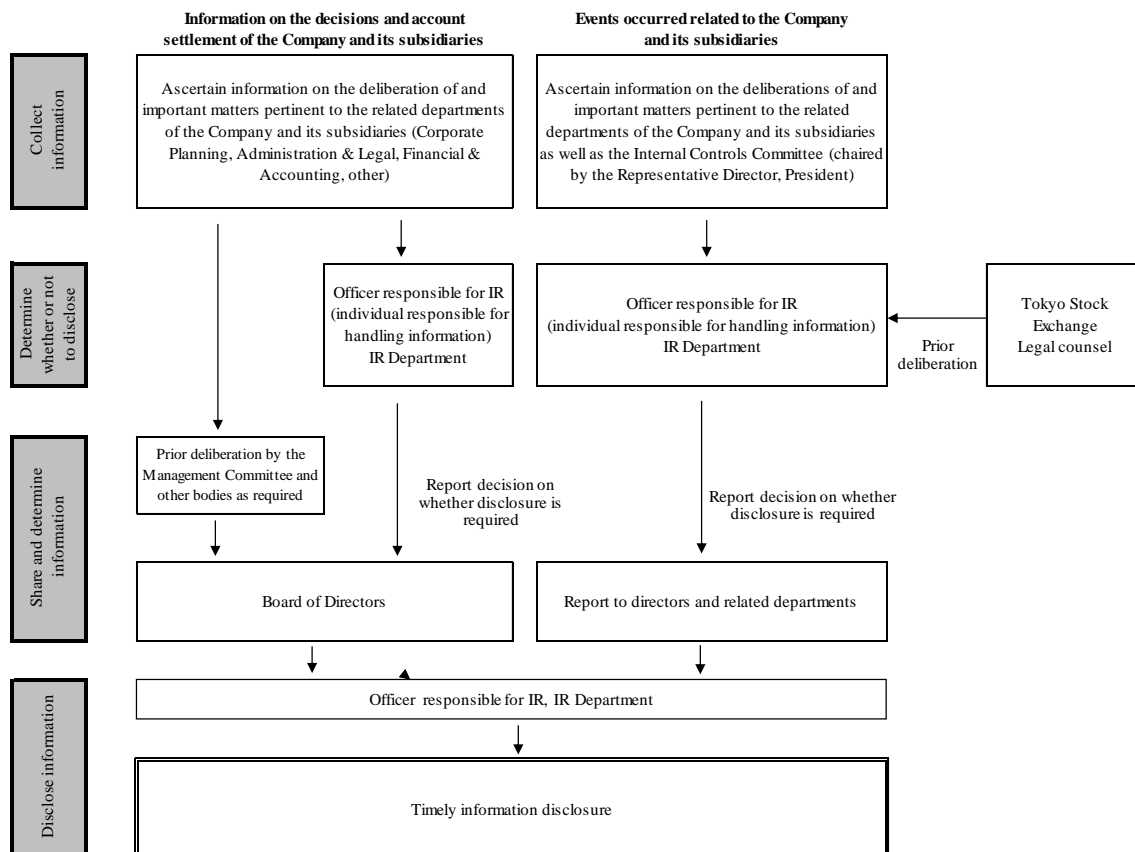 Information on the decisions and account
settlement of the Company and its subsidiaries
Events occurred related to the Company
and its subsidiaries
Collect
information
Ascertain information on the deliberation of and
important matters pertinent to the related departments
of the Company and its subsidiaries (Corporate
Planning, Administration & Legal, Financial &
Accounting, other)
Ascertain information on the deliberations of and
important matters pertinent to the related
departments of the Company and its subsidiaries
as well as the Internal Controls Committee (chaired
by the Representative Director, President)
Determine
whether or not
to disclose
Officer responsible for IR
(individual responsible for
handling information)
IR Department
Officer responsible for IR
(individual responsible for handling information)
IR Department
Prior
deliberation
Tokyo Stock
Exchange
Legal counsel
Share and determine
information
Prior deliberation by the
Management Committee and
other bodies as required
Report decision on
whether disclosure is
required
Report decision on whether
disclosure is required
Board of Directors
Report to directors and related departments
Disclose information
Officer responsible for IR, IR Department
Timely information disclosure